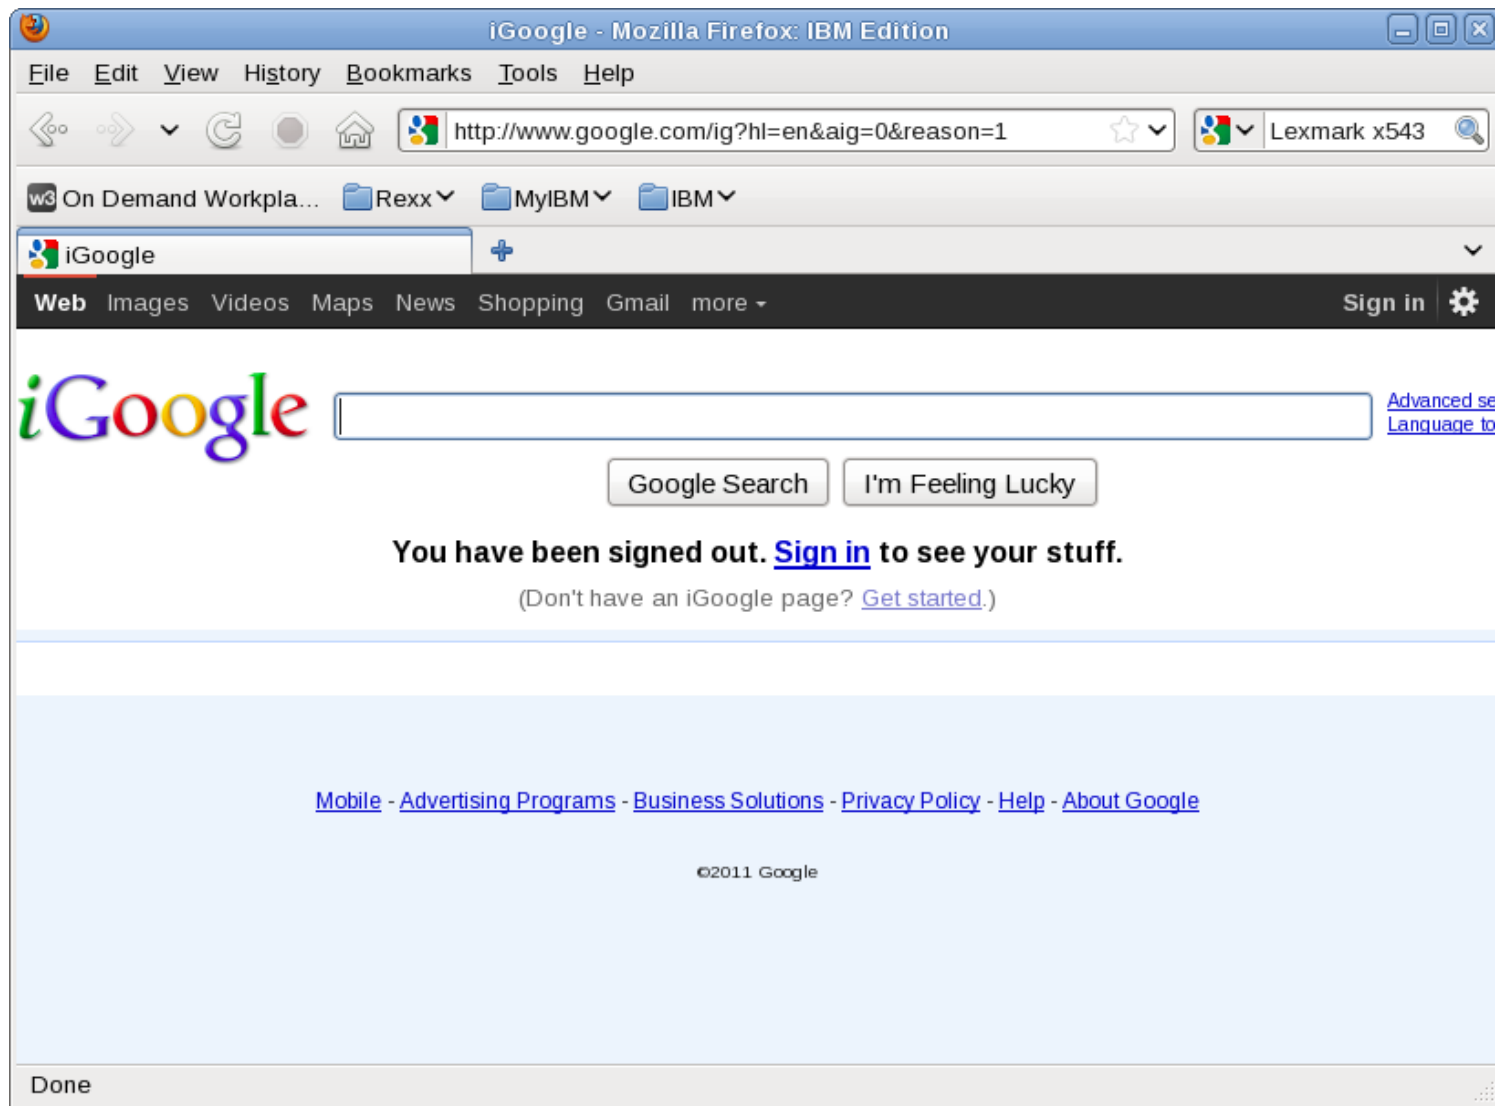 iGoogle - Mozilla Firefox: IBM Edition
File Edit View History Bookmarks Tools Help
http://www.google.com/ig?hl=en&aig=0&reason=1 Lexmark x543
w3 On Demand Workpla... Rexx MyIBM IBM
iGoogle
Web Images Videos Maps News Shopping Gmail more Sign in
iGoogle
Advanced se
Language to
Google Search I'm Feeling Lucky
You have been signed out. Sign in to see your stuff.
(Don't have an iGoogle page? Get started.)
Mobile - Advertising Programs - Business Solutions - Privacy Policy - Help - About Google
©2011 Google
Done